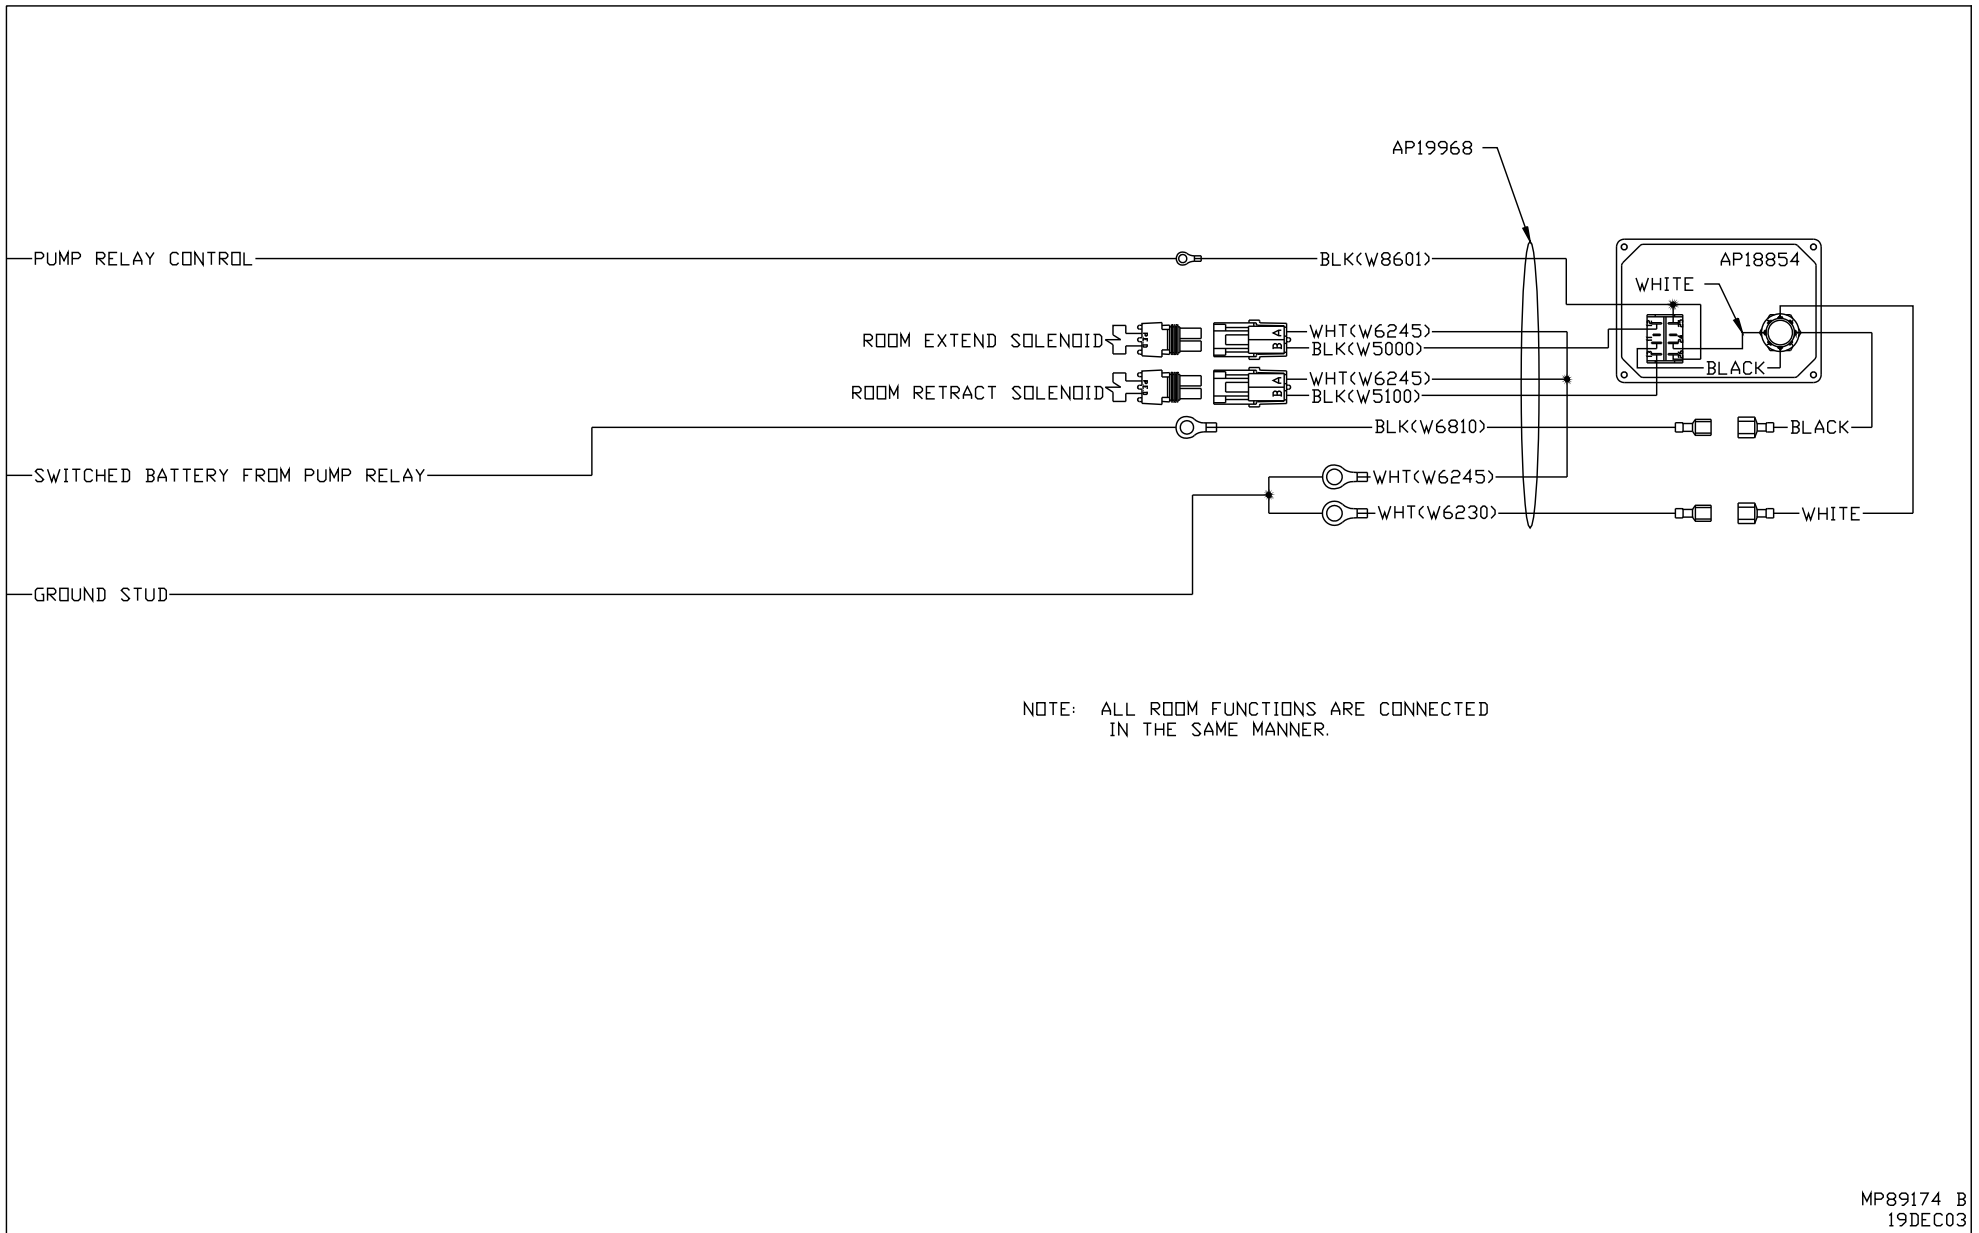 AP19968
PUMP RELAY CONTROL
BLK(W8601)
AP18854
WHITE
ROOM EXTEND SOLENOID
A
B
WHT(W6245)
BLK(W5000)
BLACK
ROOM RETRACT SOLENOID
A
B
WHT(W6245)
BLK(W5100)
BLK(W6810)
BLACK
SWITCHED BATTERY FROM PUMP RELAY
WHT(W6245)
WHT(W6230)
WHITE
GROUND STUD
NOTE: ALL ROOM FUNCTIONS ARE CONNECTED
IN THE SAME MANNER.
MP89174 B
19DEC03